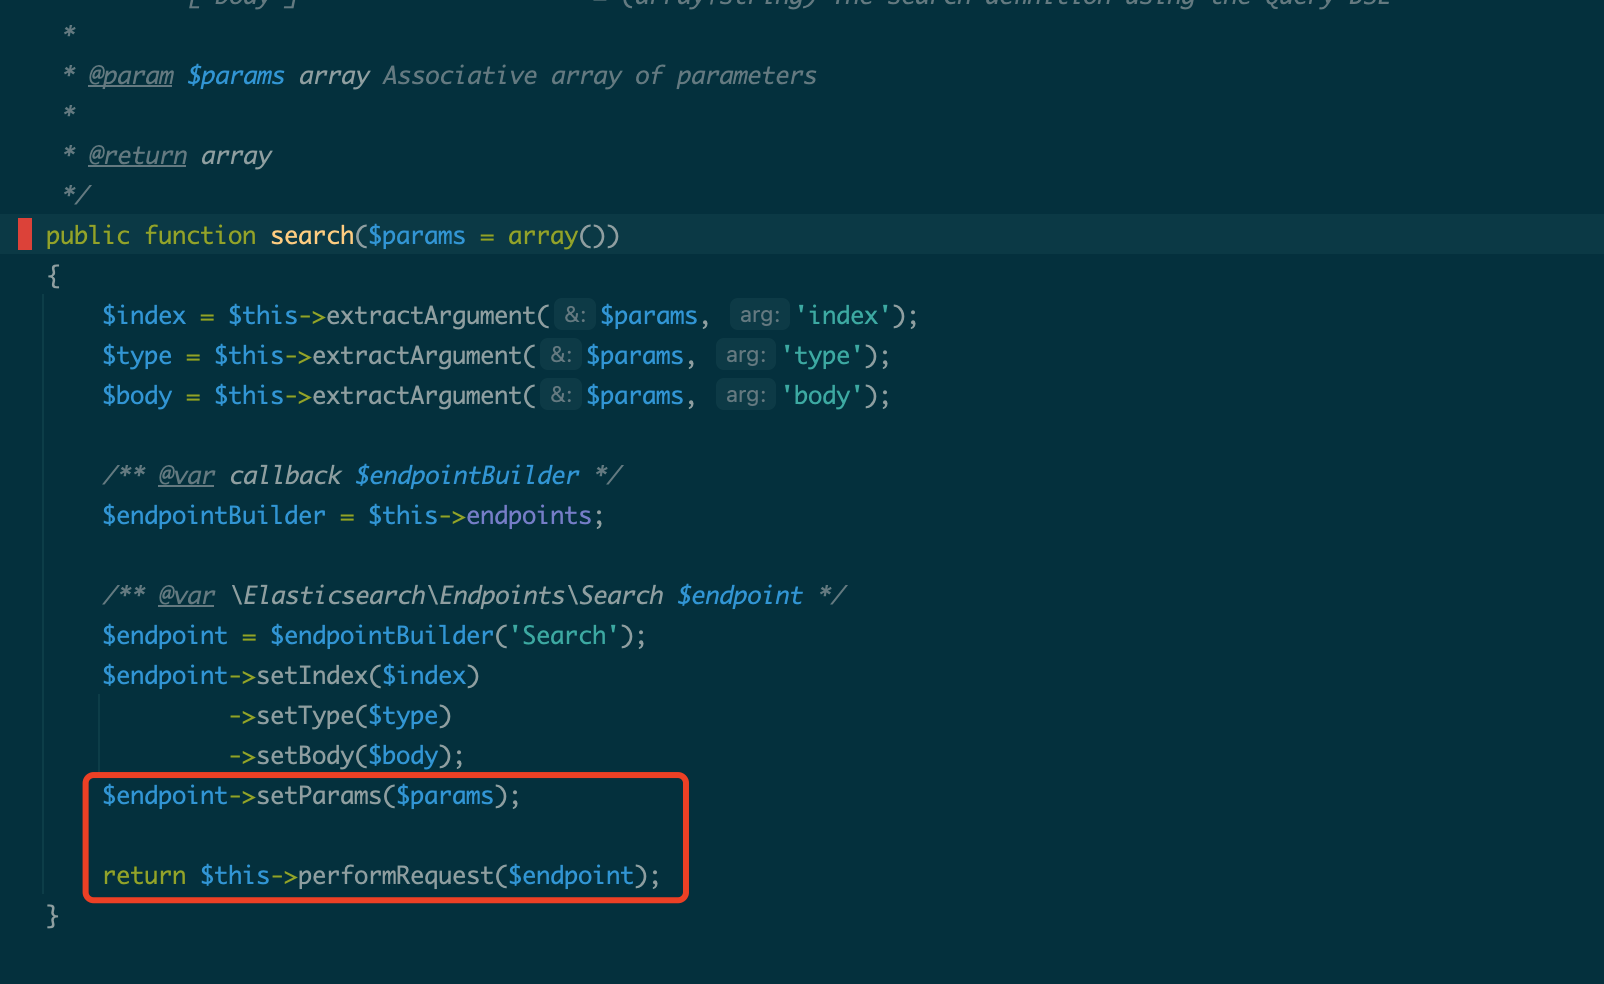 *
* @param $params array Associative array of parameters
*
* @return array
*/
public function search($params = array())
{
$index = $this->extractArgument( &: $params, arg: 'index');
$type = $this->extractArgument( &: $params, arg: 'type');
$body = $this->extractArgument( &: $params, arg: 'body');
/** @var callback $endpointBuilder */
$endpointBuilder = $this->endpoints;
/** @var \Elasticsearch\Endpoints\Search $endpoint */
$endpoint = $endpointBuilder('Search');
$endpoint->setIndex($index)
->setType($type)
->setBody($body);
$endpoint->setParams($params);
return $this->performRequest($endpoint);
}